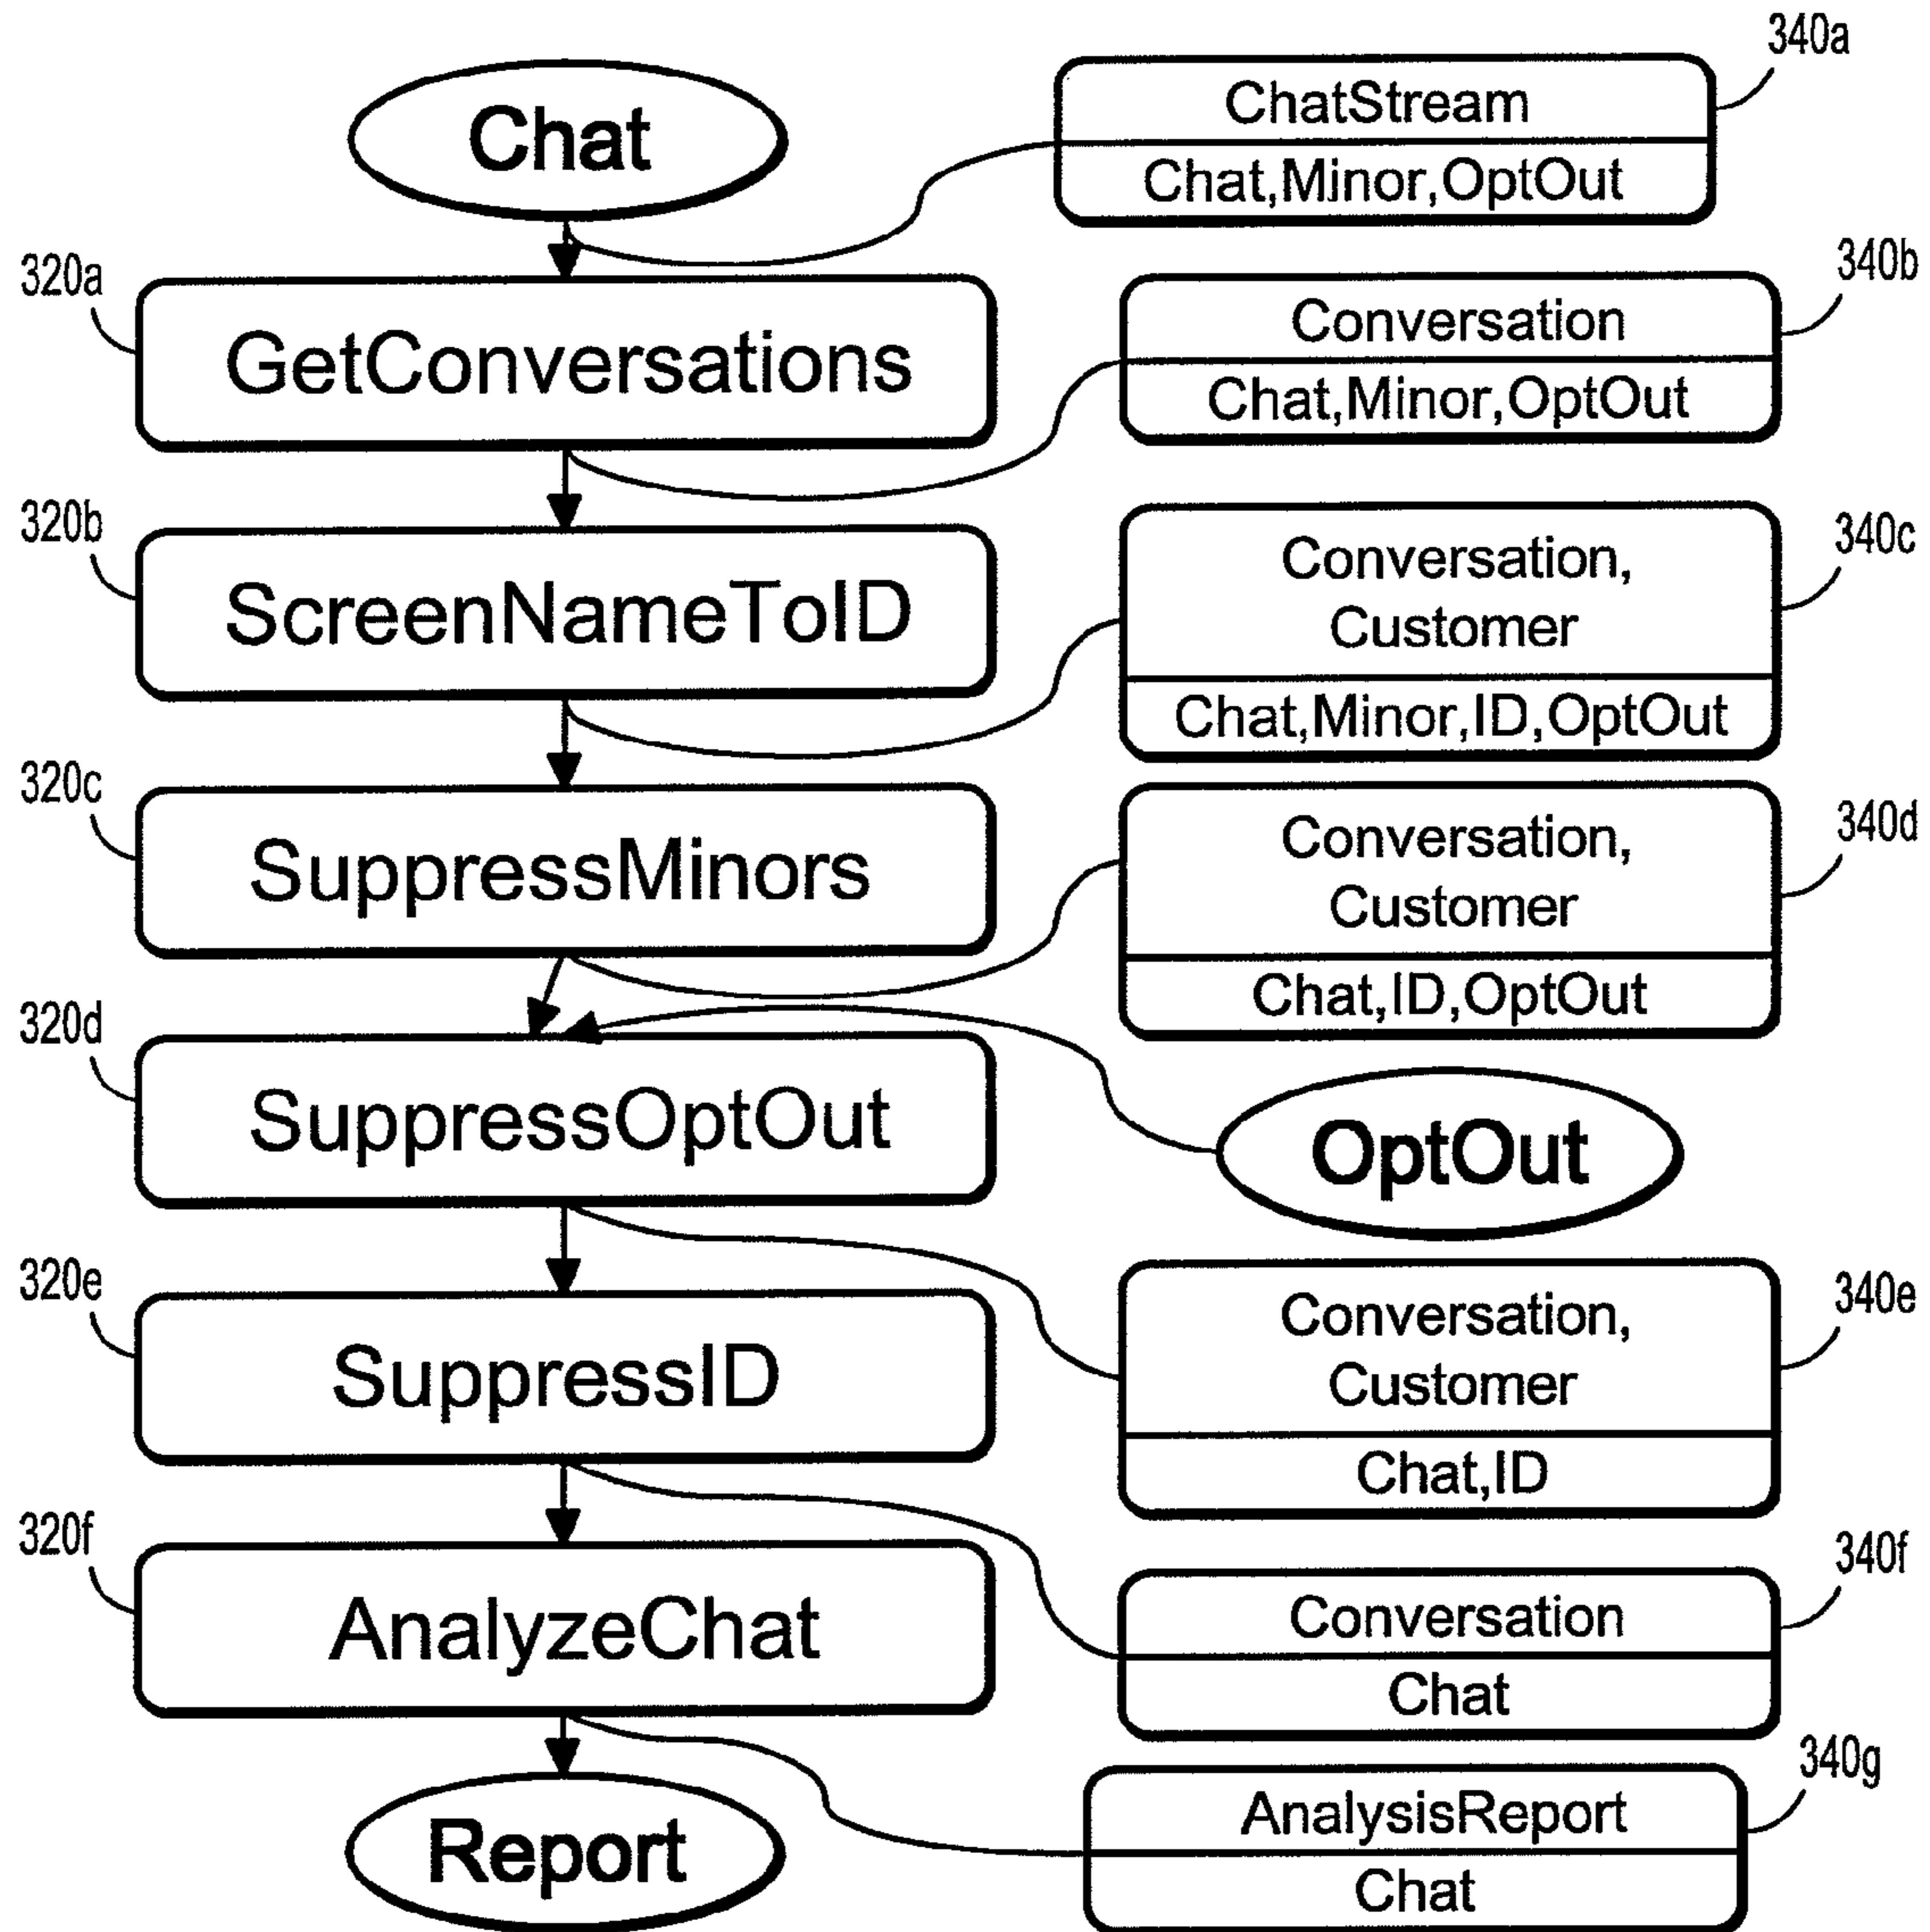 340a
Chat
ChatStream
Chat,Minor,OptOut
320a
GetConversations
340b
Conversation
Chat,Minor,OptOut
320b
ScreenNameToID
340c
Conversation,
Customer
Chat,Minor,ID,OptOut
320c
SuppressMinors
340d
Conversation,
Customer
Chat,ID,OptOut
320d
SuppressOptOut
OptOut
320e
SuppressID
340e
Conversation,
Customer
Chat,ID
320f
AnalyzeChat
340f
Conversation
Chat
Report
340g
AnalysisReport
Chat